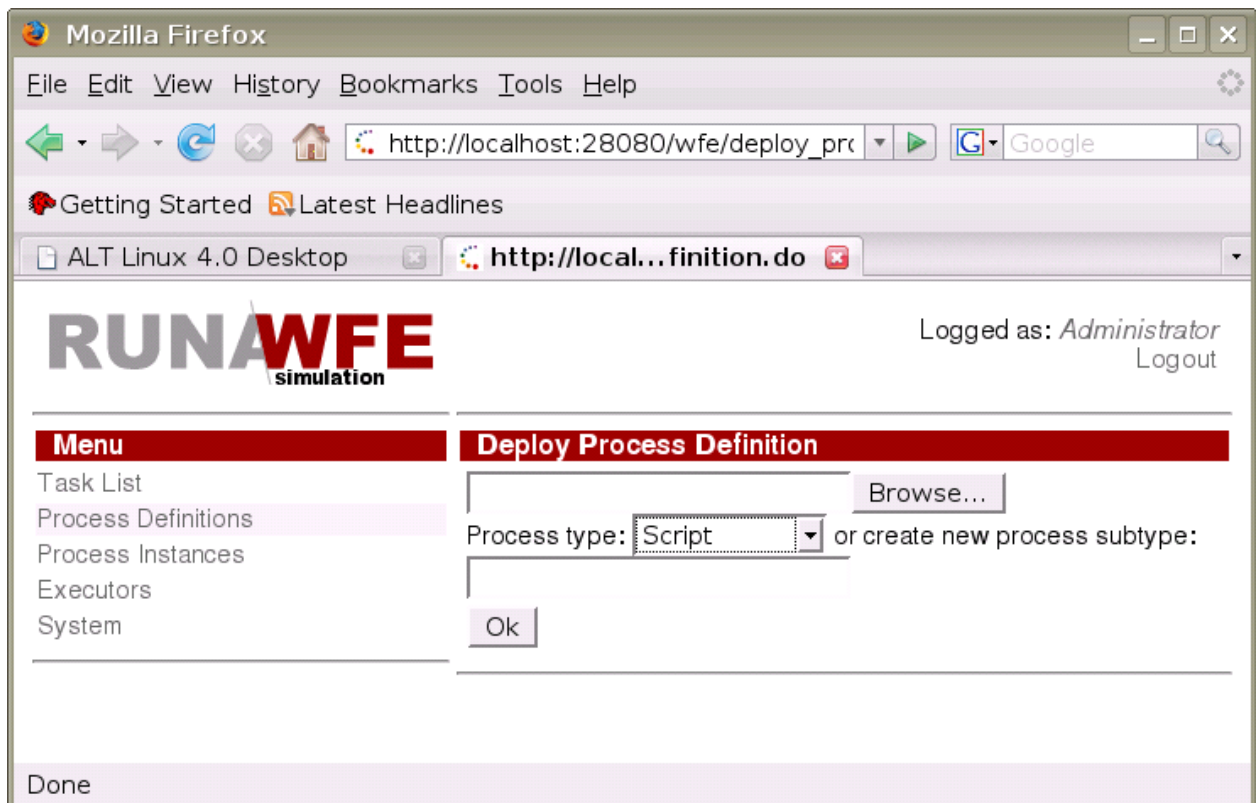 Mozilla Firefox
File Edit View History Bookmarks Tools Help
http://localhost:28080/wfe/deploy_prc
G Google
Getting Started Latest Headlines
ALT Linux 4.0 Desktop
http://local...finition.do
RUNAWFE
simulation
Logged as: Administrator
Logout
Menu
Task List
Process Definitions
Process Instances
Executors
System
Deploy Process Definition
Browse...
Process type: Script or create new process subtype:
Ok
Done